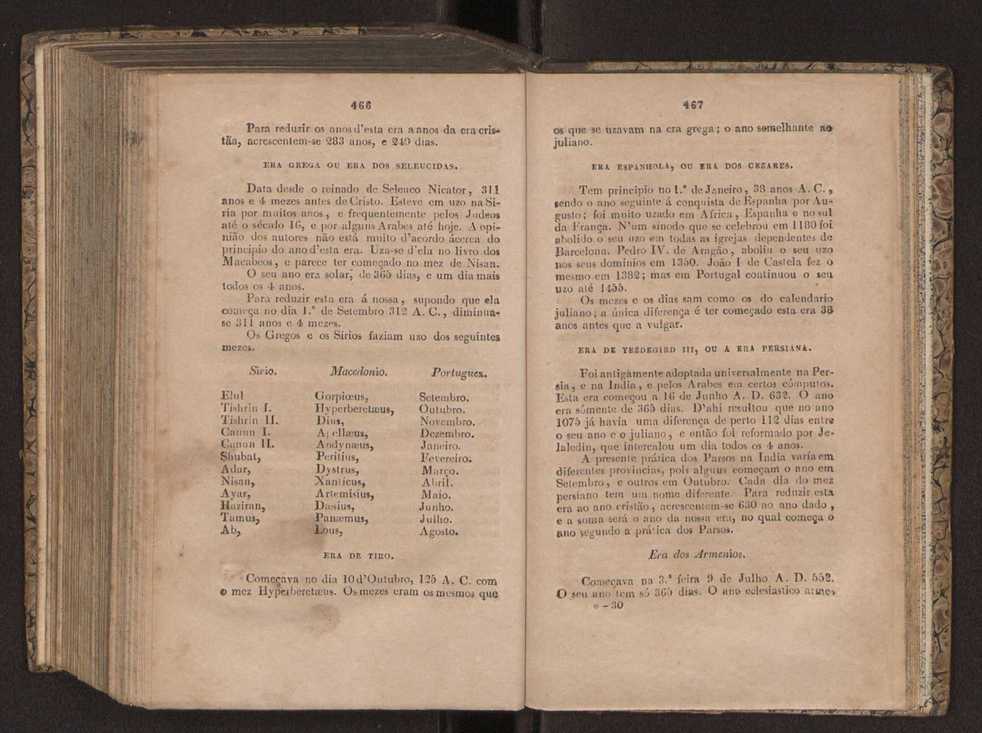 466
Para reduzir os anos d'esta era a anos da era cris-
tãa, acrescentem-se 283 anos, e 249 dias.
ERA GREGA OU ERA DOS SELEUCIDAS.
Data desde o reinado de Seleuco Nicator, 311
anos e 4 mezes antes de Cristo. Esteve em uzo na Si-
ria por muitos anos, e frequentemente pelos Judeos
até o século 16, e por alguns Arabes até hoje. A opi-
nião dos autores não está muito d'acordo ácerca do
principio do ano d'esta era. Uza-se d'ela no livro dos
Macabeos, e parece ter começado no mez de Nisan.
O seu ano era solar, de 365 dias, e um dia mais
todos os 4 anos.
Para reduzir esta era á nossa, supondo que ela
começa no dia 1.º de Setembro 312 A. C., diminua-
se 311 anos e 4 mezes.
Os Gregos e os Sirios faziam uzo dos seguintes
mezes.
Sirio. Macedonio. Portuguez.
Elul Gorpiœus, Setembro.
Tishrin I. Hyperberetæus, Outubro.
Tishrin II. Dius, Novembro.
Canun I. Apellæus, Dezembro.
Canun II. Audynæus, Janeiro.
Shubat, Peritius, Fevereiro.
Adar, Dystrus, Março.
Nisan, Xanticus, Abril.
Ayar, Artemisius, Maio.
Haziran, Dæsius, Junho.
Tamus, Panæmus, Julho.
Ab, Lous, Agosto.
ERA DE TIRO.
Começava no dia 10 d'Outubro, 125 A. C. com
o mez Hyperberetæus. Os mezes eram os mesmos que
467
os que se uzavam na era grega; o ano semelhante ao
juliano.
ERA ESPANHOLA, OU ERA DOS CEZARES.
Tem principio no 1.º de Janeiro, 38 anos A. C.,
sendo o ano seguinte á conquista de Espanha por Au-
gusto; foi muito uzado em Africa, Espanha e no sul
da França. N'um sinodo que se celebrou em 1180 foi
abolido o seu uzo em todas as igrejas dependentes de
Barcelona. Pedro IV. de Aragão, aboliu o seu uzo
nos seus dominios em 1350. João I de Castela fez o
mesmo em 1382; mas em Portugal continuou o seu
uzo até 1455.
Os mezes e os dias sam como os do calendario
juliano; a única diferença é ter começado esta era 38
anos antes que a vulgar.
ERA DE YEZDEGIRD III, OU A ERA PERSIANA.
Foi antigàmente adoptada universalmente na Per-
sia, e na India, e pelos Arabes em certos cómputos.
Esta era começou a 16 de Junho A. D. 632. O ano
era sómente de 365 dias. D'ahi resultou que no ano
1075 já havia uma diferença de perto 112 dias entre
o seu ano e o juliano, e então foi reformado por Je-
laledin, que intercalou um dia todos os 4 anos.
A presente prática dos Parsos na India varía em
diferentes provincias, pois alguns começam o ano em
Setembro, e outros em Outubro. Cada dia do mez
persiano tem um nome diferente. Para reduzir esta
era ao ano cristão, acrescentem-se 630 ao ano dado,
e a soma será o ano da nossa era, no qual começa o
ano segundo a prática dos Parsos.
Era dos Armenios.
Começava na 3.ª feira 9 de Julho A. D. 552.
O seu ano tem só 365 dias. O ano eclesiastico arme-
- 30